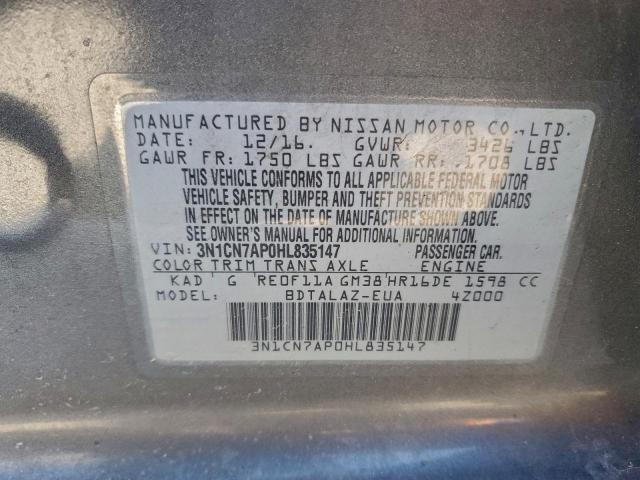 MANUFACTURED BY NISSAN MOTOR CO., LTD.
DATE: 12/16. GVWR: 3426 LBS
GAWR FR: 1750 LBS GAWR RR: 1708 LBS
THIS VEHICLE CONFORMS TO ALL APPLICABLE FEDERAL MOTOR
VEHICLE SAFETY, BUMPER AND THEFT PREVENTION STANDARDS
IN EFFECT ON THE DATE OF MANUFACTURE SHOWN ABOVE.
SEE OWNER'S MANUAL FOR ADDITIONAL INFORMATION.
VIN: 3N1CN7AP0HL835147 PASSENGER CAR.
COLOR TRIM TRANS AXLE ENGINE
KAD G RE0F11A GM38 HR16DE 1598 CC
MODEL: BDTALAZ-EUA 4Z000
3N1CN7AP0HL835147